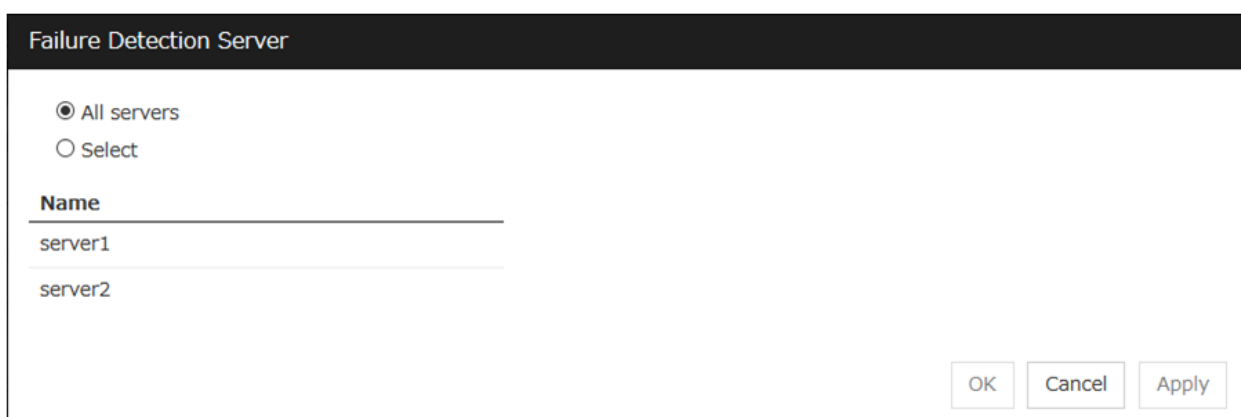 Failure Detection Server
All servers
Select
Name
server1
server2
OK Cancel Apply